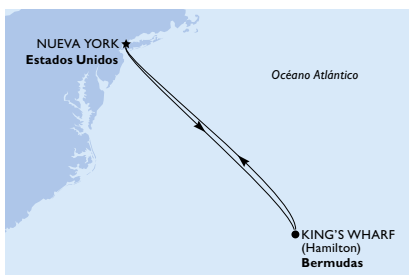 NUEVA YORK
Estados Unidos
Océano Atlántico
KING'S WHARF
(Hamilton)
Bermudas